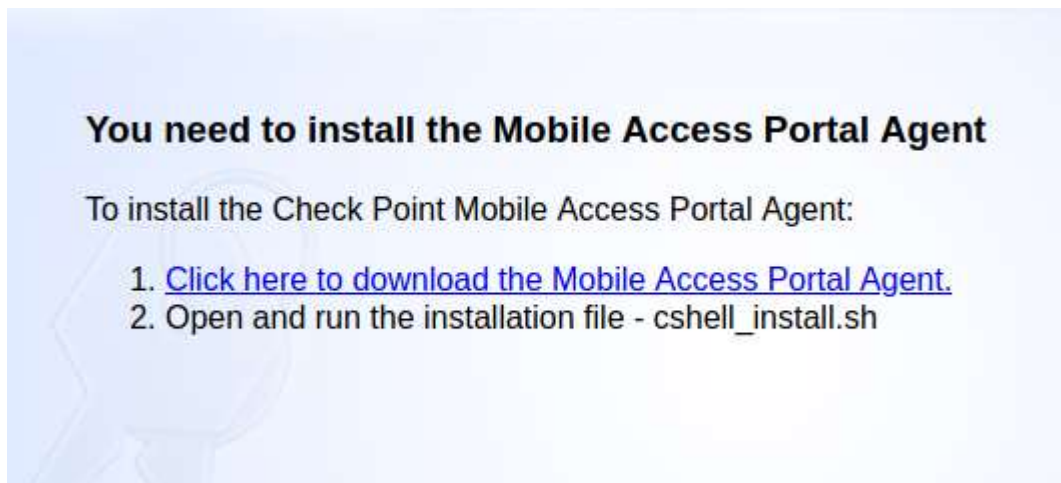 You need to install the Mobile Access Portal Agent
To install the Check Point Mobile Access Portal Agent:
1. Click here to download the Mobile Access Portal Agent.
2. Open and run the installation file - cshell_install.sh